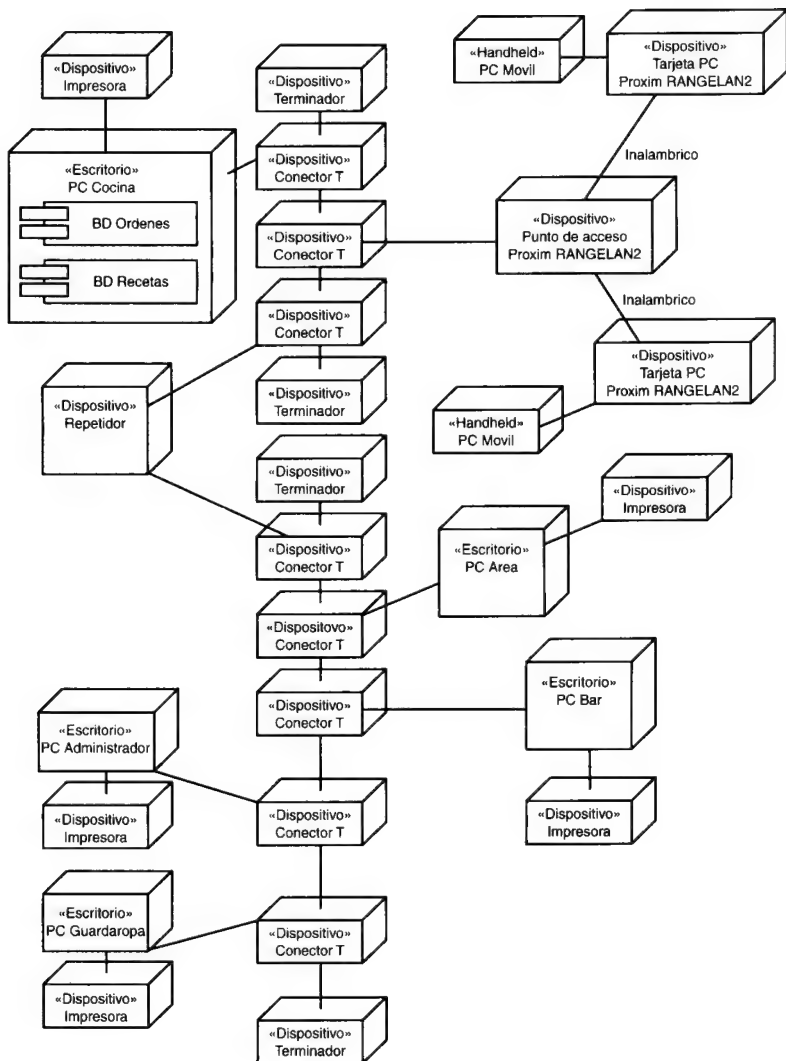 «Dispositivo»
Impresora
«Escritorio»
PC Cocina
BD Ordenes
BD Recetas
«Dispositivo»
Terminador
«Dispositivo»
Conector T
«Dispositivo»
Conector T
«Dispositivo»
Conector T
«Dispositivo»
Terminador
«Handheld»
PC Movil
«Dispositivo»
Tarjeta PC
Proxim RANGELAN2
Inalambrico
«Dispositivo»
Punto de acceso
Proxim RANGELAN2
Inalambrico
«Dispositivo»
Tarjeta PC
Proxim RANGELAN2
«Handheld»
PC Movil
«Dispositivo»
Repetidor
«Dispositivo»
Terminador
«Dispositivo»
Conector T
«Dispositovo»
Conector T
«Dispositivo»
Conector T
«Escritorio»
PC Area
«Dispositivo»
Impresora
«Escritorio»
PC Bar
«Dispositivo»
Impresora
«Escritorio»
PC Administrador
«Dispositivo»
Impresora
«Dispositivo»
Conector T
«Escritorio»
PC Guardaropa
«Dispositivo»
Impresora
«Dispositivo»
Conector T
«Dispositivo»
Terminador